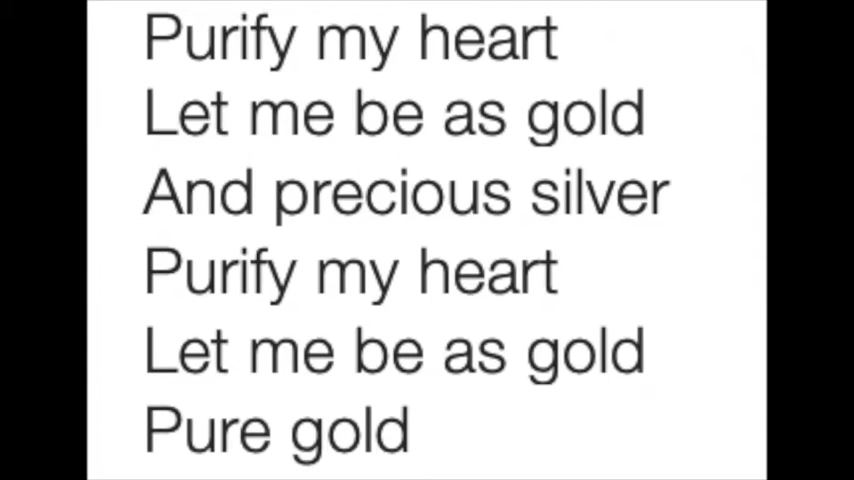 Purify my heart
Let me be as gold
And precious silver
Purify my heart
Let me be as gold
Pure gold